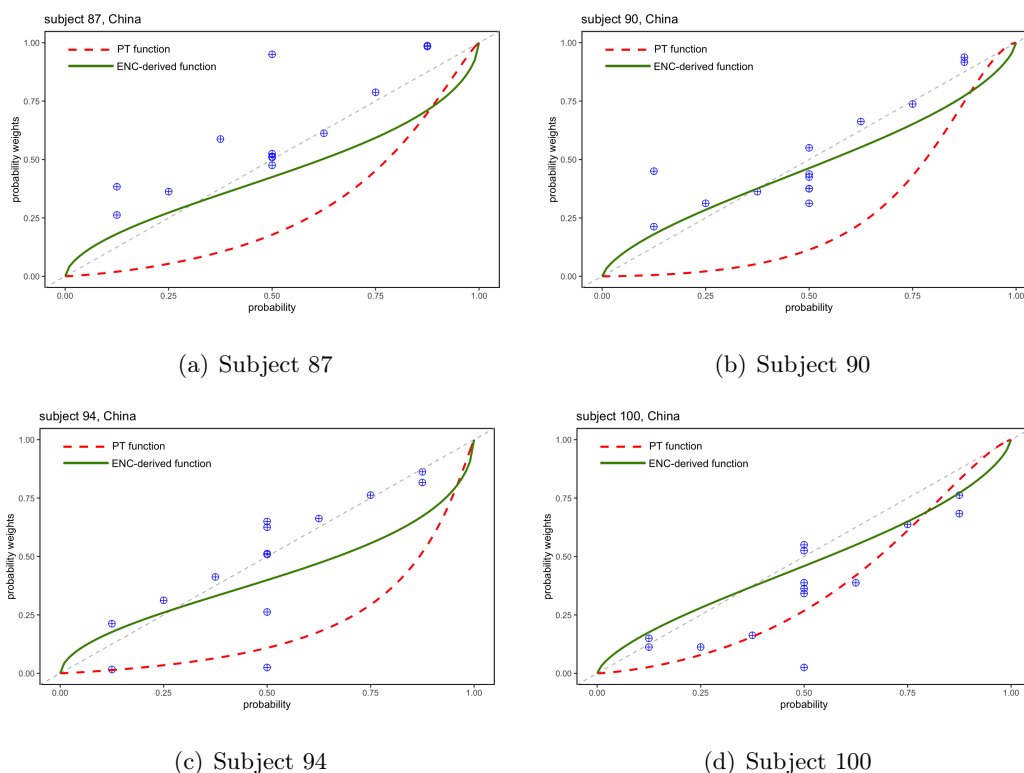 subject 87, China
PT function
ENC-derived function
1.00
0.75
0.50
0.25
0.00
probability weights
0.00 0.25 0.50 0.75 1.00
probability
(a) Subject 87
subject 90, China
PT function
ENC-derived function
1.00
0.75
0.50
0.25
0.00
probability weights
0.00 0.25 0.50 0.75 1.00
probability
(b) Subject 90
subject 94, China
PT function
ENC-derived function
1.00
0.75
0.50
0.25
0.00
probability weights
0.00 0.25 0.50 0.75 1.00
probability
(c) Subject 94
subject 100, China
PT function
ENC-derived function
1.00
0.75
0.50
0.25
0.00
probability weights
0.00 0.25 0.50 0.75 1.00
probability
(d) Subject 100